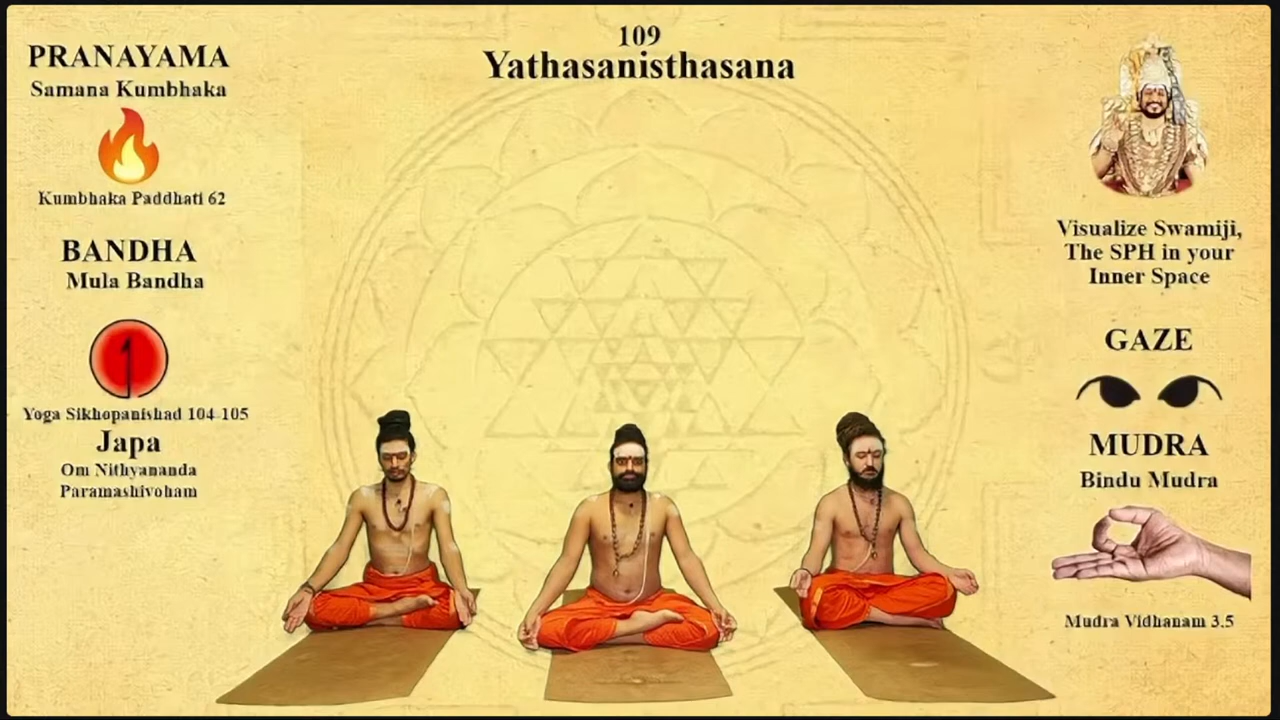 109
Yathasanisthasana
PRANAYAMA
Samana Kumbhaka
Kumbhaka Paddhati 62
BANDHA
Mula Bandha
Yoga Sikhopanishad 104-105
Japa
Om Nithyananda
Paramashivoham
Visualize Swamiji,
The SPH in your
Inner Space
GAZE
MUDRA
Bindu Mudra
Mudra Vidhanam 3.5